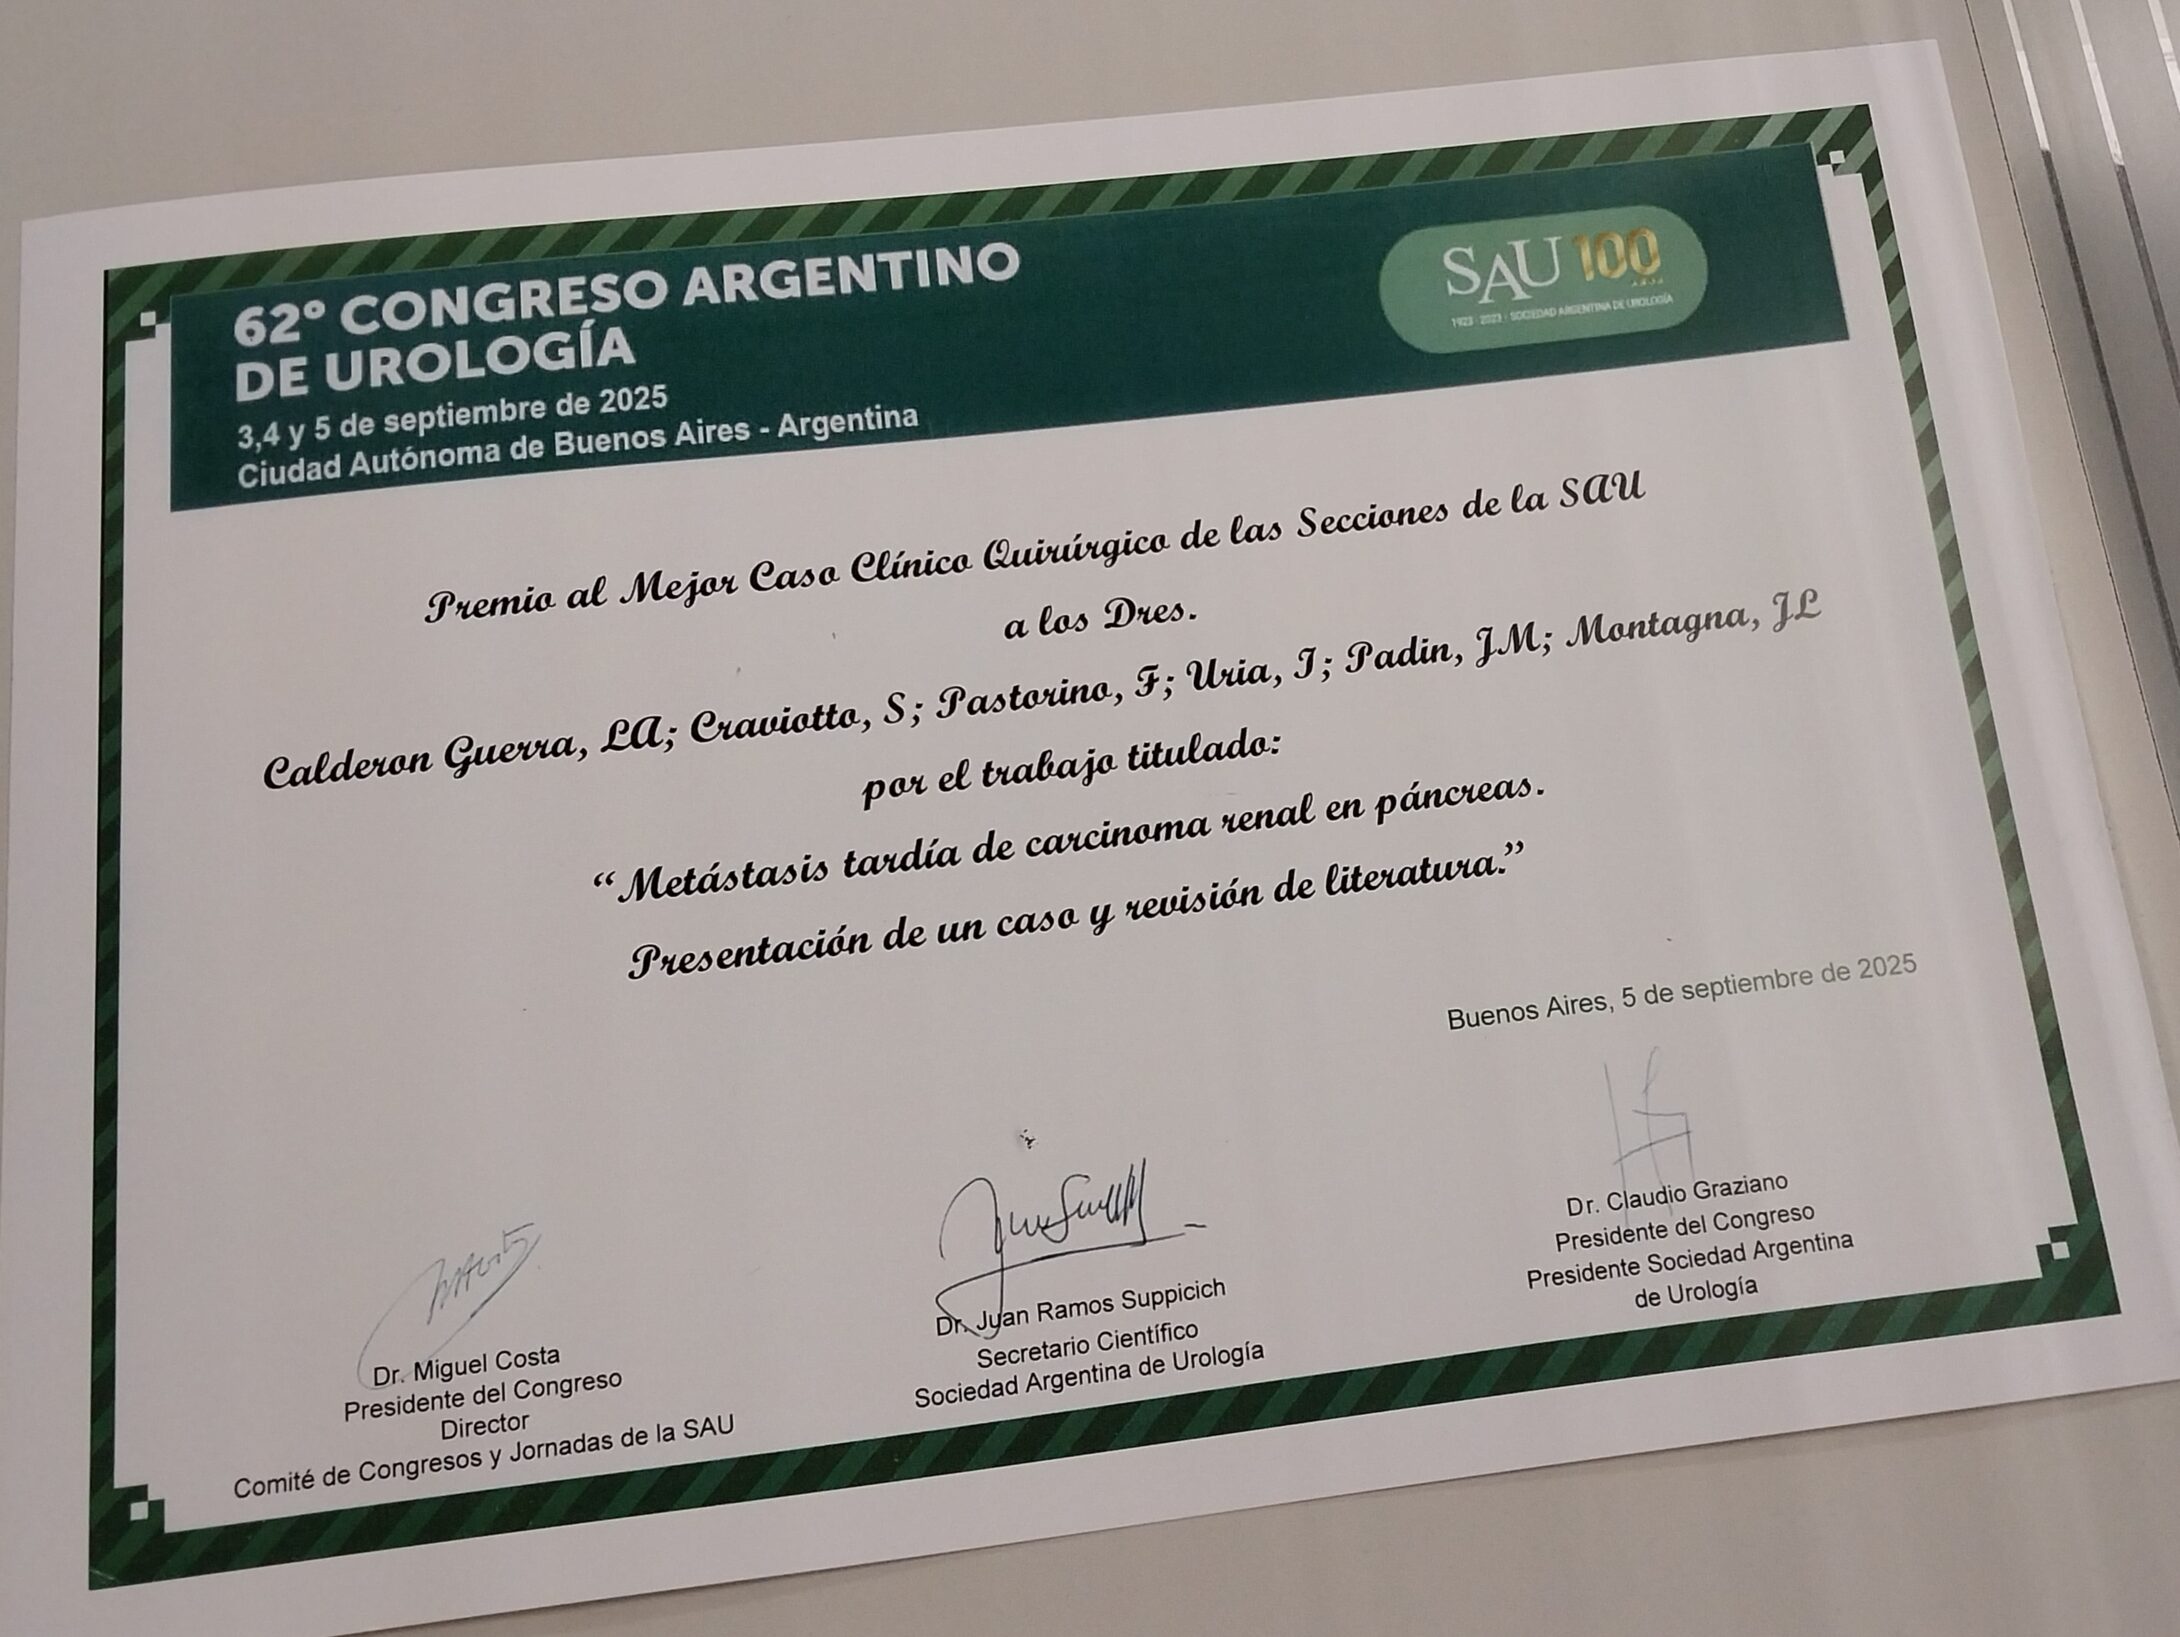 62º CONGRESO ARGENTINO
DE UROLOGÍA
3,4 y 5 de septiembre de 2025
Ciudad Autónoma de Buenos Aires - Argentina
SAU 100
AÑOS
1923 - 2023 - SOCIEDAD ARGENTINA DE UROLOGÍA
Premio al Mejor Caso Clínico Quirúrgico de las Secciones de la SAU
a los Dres.
Calderon Guerra, LA; Craviotto, S; Pastorino, F; Uria, I; Padin, JM; Montagna, JL
por el trabajo titulado:
“Metástasis tardía de carcinoma renal en páncreas.
Presentación de un caso y revisión de literatura.”
Buenos Aires, 5 de septiembre de 2025
Dr. Miguel Costa
Presidente del Congreso
Director
Comité de Congresos y Jornadas de la SAU
Dr. Juan Ramos Suppicich
Secretario Científico
Sociedad Argentina de Urología
Dr. Claudio Graziano
Presidente del Congreso
Presidente Sociedad Argentina
de Urología